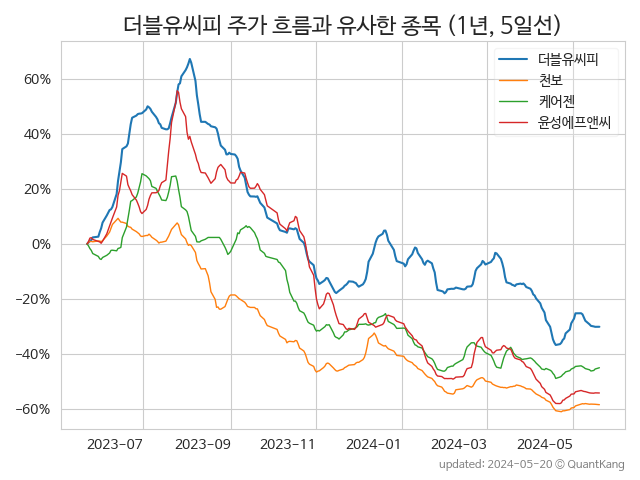 더블유씨피 주가 흐름과 유사한 종목 (1년, 5일선)
더블유씨피
천보
케어젠
윤성에프앤씨
60%
40%
20%
0%
−20%
−40%
−60%
2023-07 2023-09 2023-11 2024-01 2024-03 2024-05
updated: 2024-05-20 © QuantKang